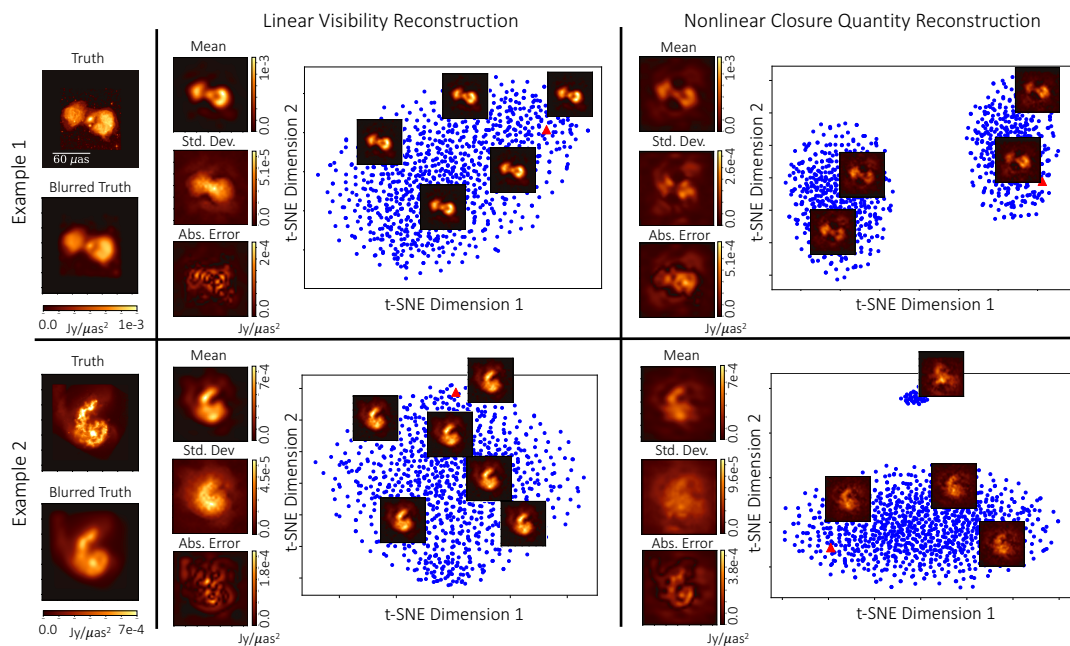 Linear Visibility Reconstruction
Nonlinear Closure Quantity Reconstruction
Example 1
Truth
60 µas
Blurred Truth
0.0 1e-3
Jy/µas²
Mean
1e-3
0.0
Std. Dev.
5.1e-5
0.0
Abs. Error
2e-4
0.0
Jy/µas²
t-SNE Dimension 2
t-SNE Dimension 1
Mean
1e-3
0.0
Std. Dev.
2.6e-4
0.0
Abs. Error
5.1e-4
0.0
Jy/µas²
t-SNE Dimension 2
t-SNE Dimension 1
Example 2
Truth
Blurred Truth
0.0 7e-4
Jy/µas²
Mean
7e-4
0.0
Std. Dev
4.5e-5
0.0
Abs. Error
1.8e-4
0.0
Jy/µas²
t-SNE Dimension 2
t-SNE Dimension 1
Mean
7e-4
0.0
Std. Dev.
9.6e-5
0.0
Abs. Error
3.8e-4
0.0
Jy/µas²
t-SNE Dimension 2
t-SNE Dimension 1